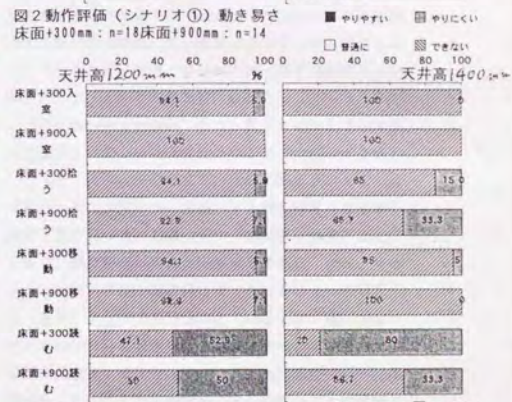 図2動作評価（シナリオ①）動き易さ
床面+300mm：n=18床面+900mm：n=14
やりやすい やりにくい
普通に できない
天井高1200mm 天井高1400mm
0 20 40 60 80 100 % 0 20 40 60 80 100
床面+300入室 94.1 5.9 100 0
床面+900入室 100 100
床面+300拾う 94.1 5.9 85 15.0
床面+900拾う 92.9 7.1 66.7 33.3
床面+300移動 94.1 5.9 95 5
床面+900移動 7.1 100 0
床面+300読む 47.1 52.9 20 80
床面+900読む 50 50 66.7 33.3